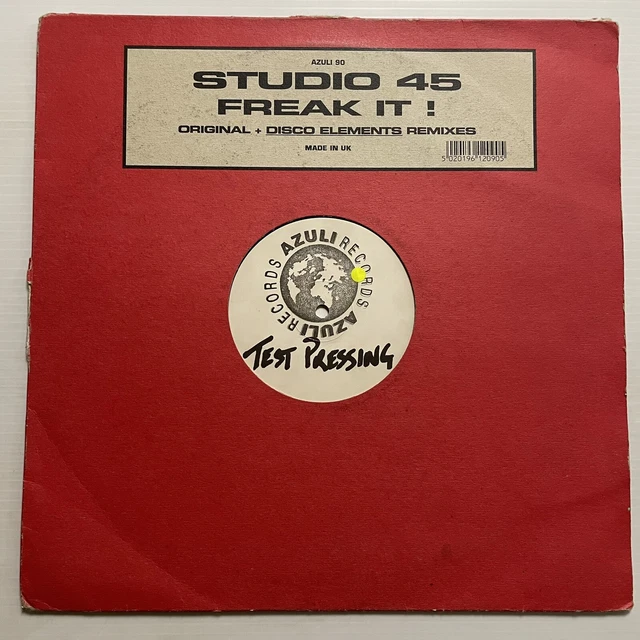 AZULI 90
STUDIO 45
FREAK IT !
ORIGINAL + DISCO ELEMENTS REMIXES
MADE IN UK
5 020196 120905
AZULI RECORDS
AZULI RECORDS
TEST PRESSING